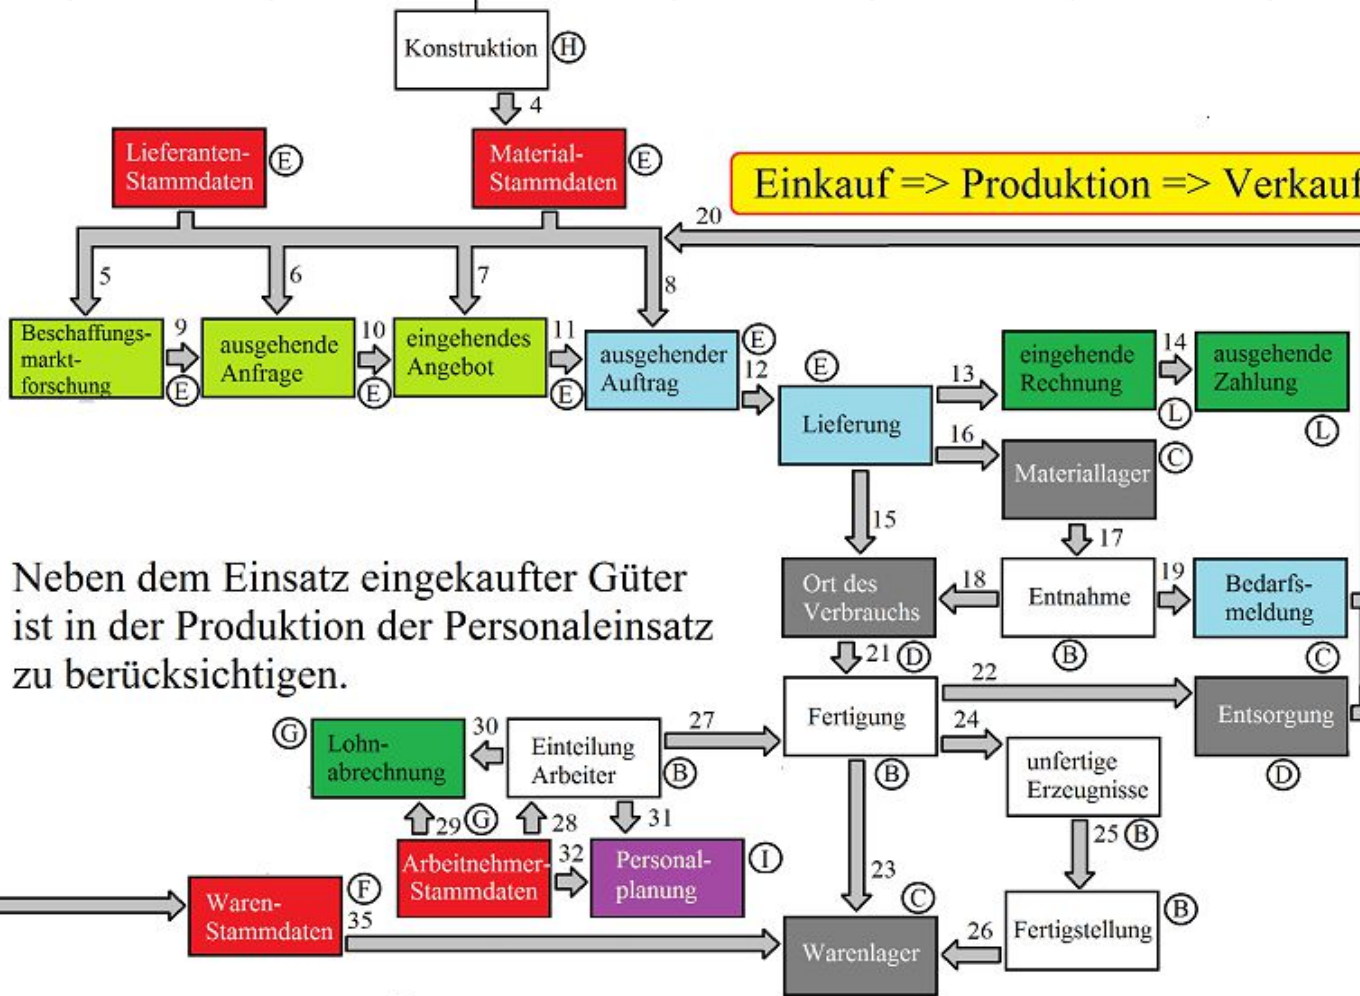 Konstruktion
H
4
Lieferanten-
Stammdaten
E
Material-
Stammdaten
E
Einkauf => Produktion => Verkauf
20
5
6
7
8
Beschaffungs-
markt-
forschung
9
E
ausgehende
Anfrage
10
E
eingehendes
Angebot
11
E
ausgehender
Auftrag
E
12
E
Lieferung
13
eingehende
Rechnung
14
L
ausgehende
Zahlung
L
16
Materiallager
C
15
17
Ort des
Verbrauchs
18
Entnahme
19
Bedarfs-
meldung
B
C
Neben dem Einsatz eingekaufter Güter
ist in der Produktion der Personaleinsatz
zu berücksichtigen.
21
D
22
Fertigung
B
24
Entsorgung
D
G
Lohn-
abrechnung
30
Einteilung
Arbeiter
27
B
unfertige
Erzeugnisse
25
B
29
G
28
31
Arbeitnehmer-
Stammdaten
32
Personal-
planung
I
23
Waren-
Stammdaten
F
35
C
Warenlager
26
Fertigstellung
B